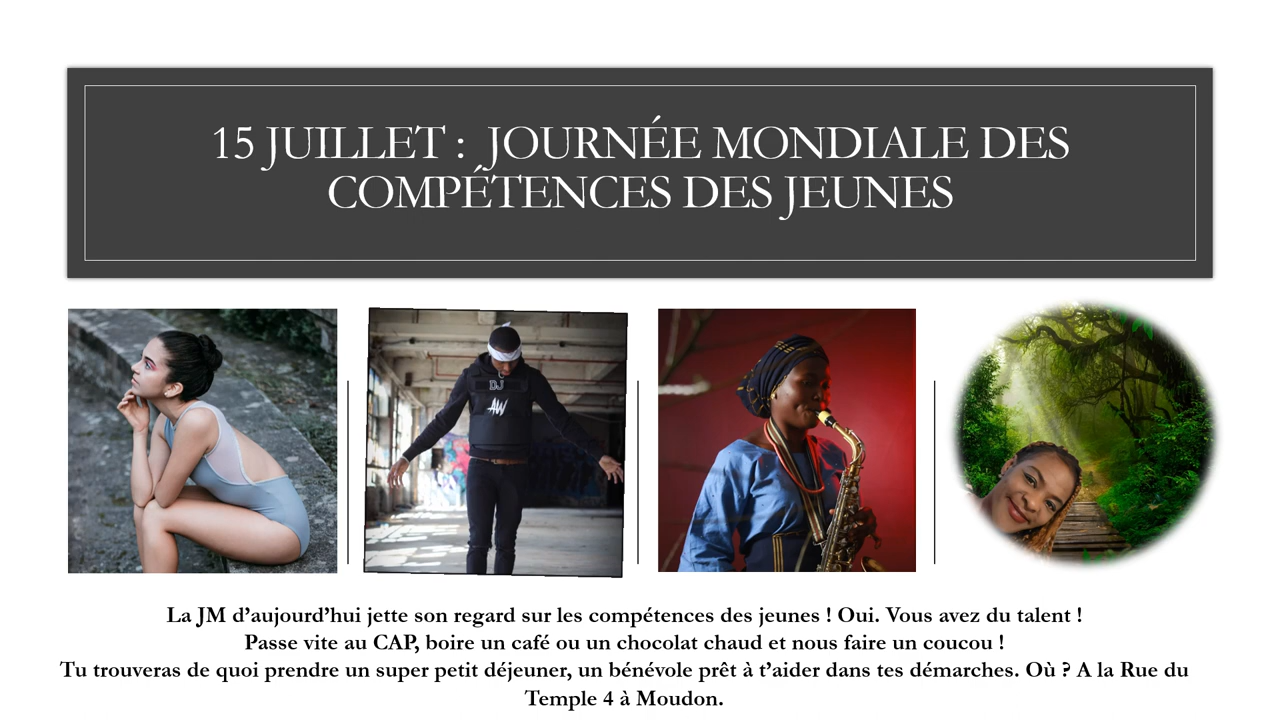 15 JUILLET : JOURNÉE MONDIALE DES
COMPÉTENCES DES JEUNES
DJ
AW
La JM d’aujourd’hui jette son regard sur les compétences des jeunes ! Oui. Vous avez du talent !
Passe vite au CAP, boire un café ou un chocolat chaud et nous faire un coucou !
Tu trouveras de quoi prendre un super petit déjeuner, un bénévole prêt à t’aider dans tes démarches. Où ? A la Rue du
Temple 4 à Moudon.